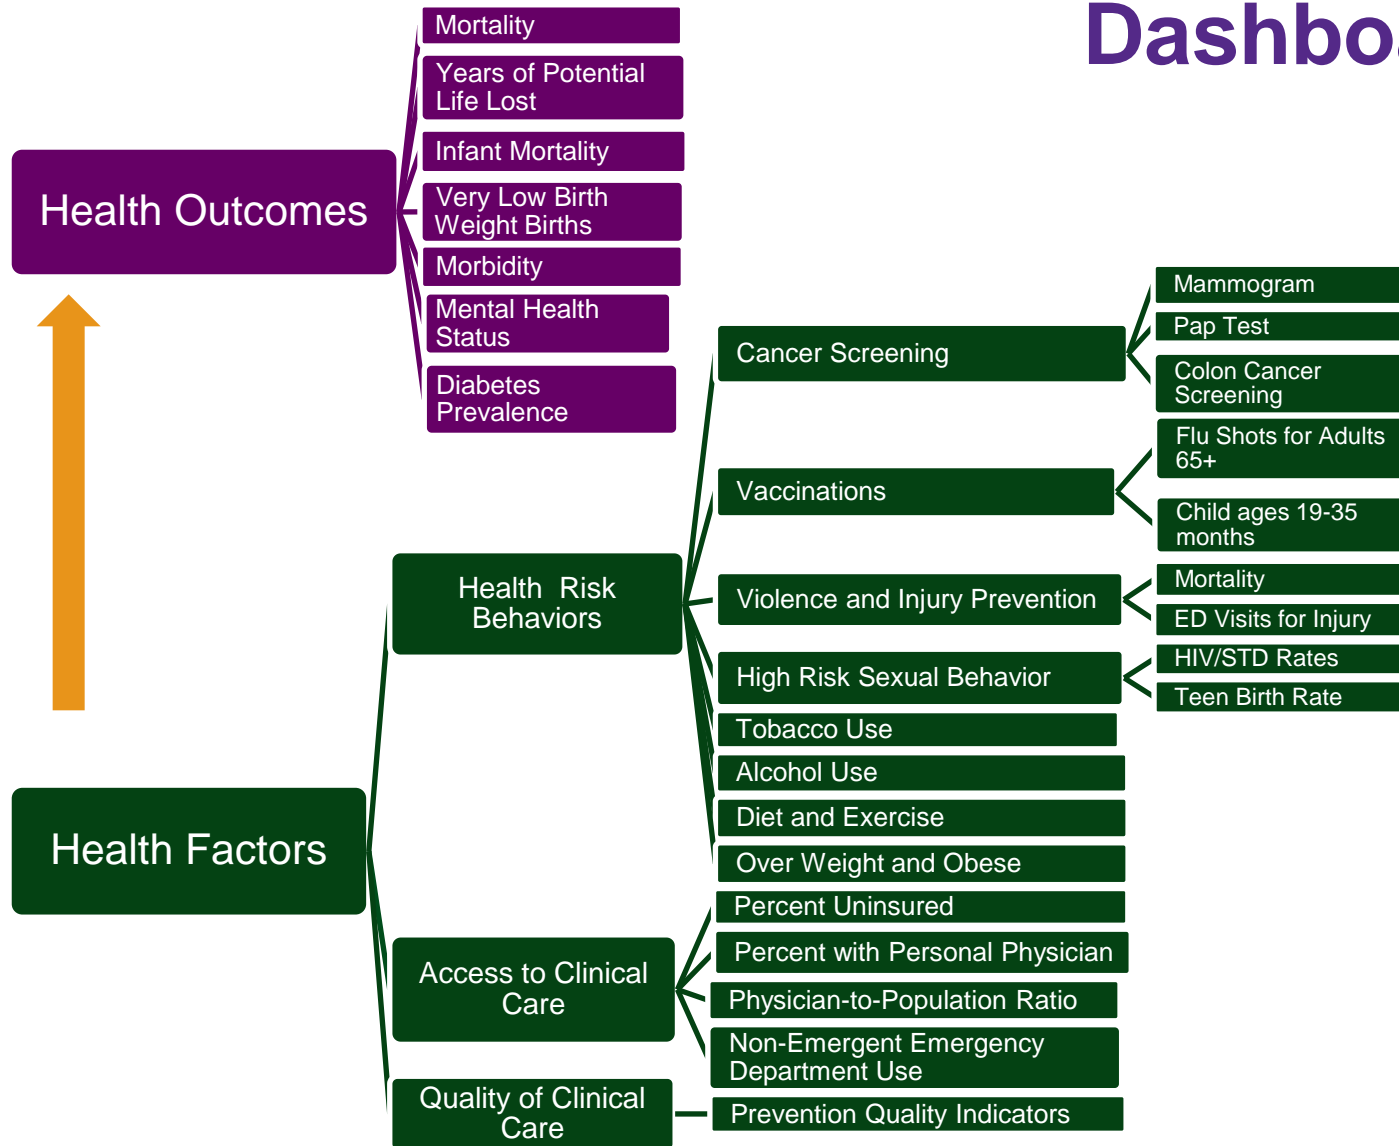 Dashboa
Mortality
Years of Potential
Life Lost
Infant Mortality
Health Outcomes
Very Low Birth
Weight Births
Morbidity
Mental Health
Status
Diabetes
Prevalence
Health Factors
Health Risk
Behaviors
Cancer Screening
Mammogram
Pap Test
Colon Cancer
Screening
Vaccinations
Flu Shots for Adults
65+
Child ages 19-35
months
Violence and Injury Prevention
Mortality
ED Visits for Injury
High Risk Sexual Behavior
HIV/STD Rates
Teen Birth Rate
Tobacco Use
Alcohol Use
Diet and Exercise
Over Weight and Obese
Access to Clinical
Care
Percent Uninsured
Percent with Personal Physician
Physician-to-Population Ratio
Non-Emergent Emergency
Department Use
Quality of Clinical
Care
Prevention Quality Indicators